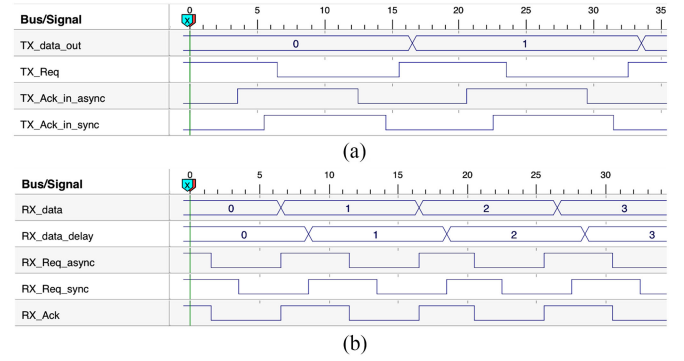 0 5 10 15 20 25 30 35
Bus/Signal
X
TX_data_out 0 1
TX_Req
TX_Ack_in_async
TX_Ack_in_sync
(a)
0 5 10 15 20 25 30
Bus/Signal
X
RX_data 0 1 2 3
RX_data_delay 0 1 2 3
RX_Req_async
RX_Req_sync
RX_Ack
(b)